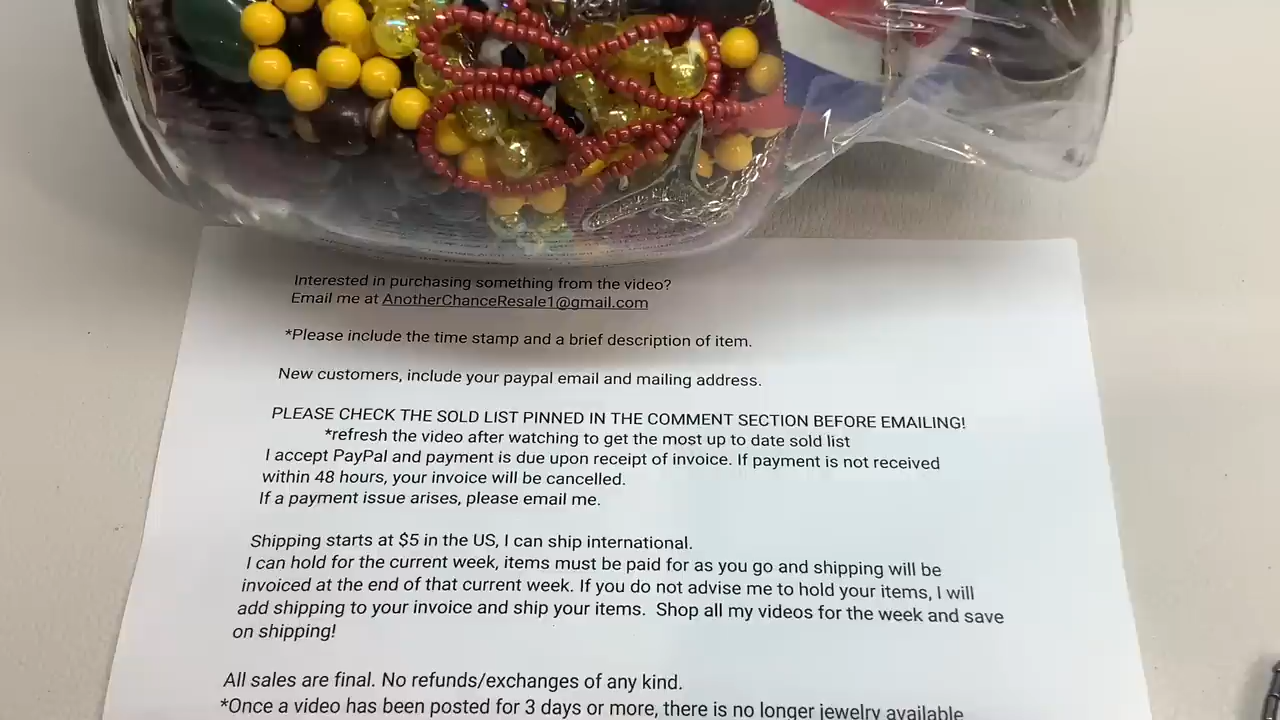 Interested in purchasing something from the video?
Email me at AnotherChanceResale1@gmail.com
*Please include the time stamp and a brief description of item.
New customers, include your paypal email and mailing address.
PLEASE CHECK THE SOLD LIST PINNED IN THE COMMENT SECTION BEFORE EMAILING!
*refresh the video after watching to get the most up to date sold list
I accept PayPal and payment is due upon receipt of invoice. If payment is not received
within 48 hours, your invoice will be cancelled.
If a payment issue arises, please email me.
Shipping starts at $5 in the US, I can ship international.
I can hold for the current week, items must be paid for as you go and shipping will be
invoiced at the end of that current week. If you do not advise me to hold your items, I will
add shipping to your invoice and ship your items. Shop all my videos for the week and save
on shipping!
All sales are final. No refunds/exchanges of any kind.
*Once a video has been posted for 3 days or more, there is no longer jewelry available